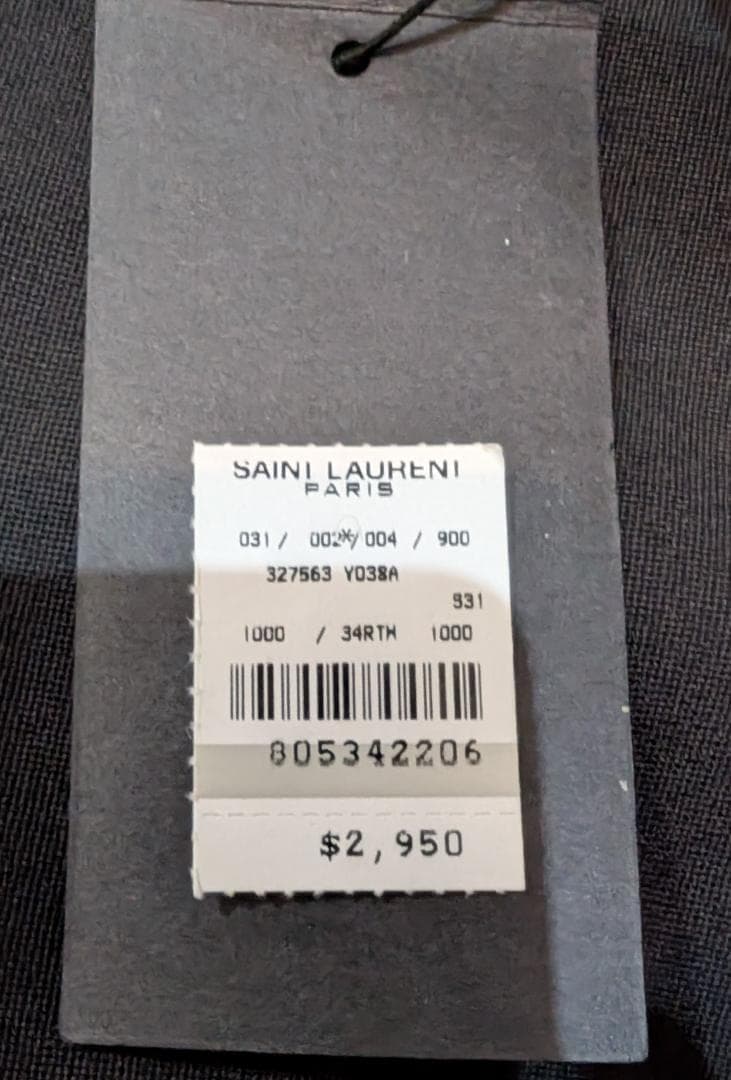 SAINT LAURENT
PARIS
031 / 002*/ 004 / 900
327563 Y038A
931
1000 / 34RTH 1000
805342206
$2,950